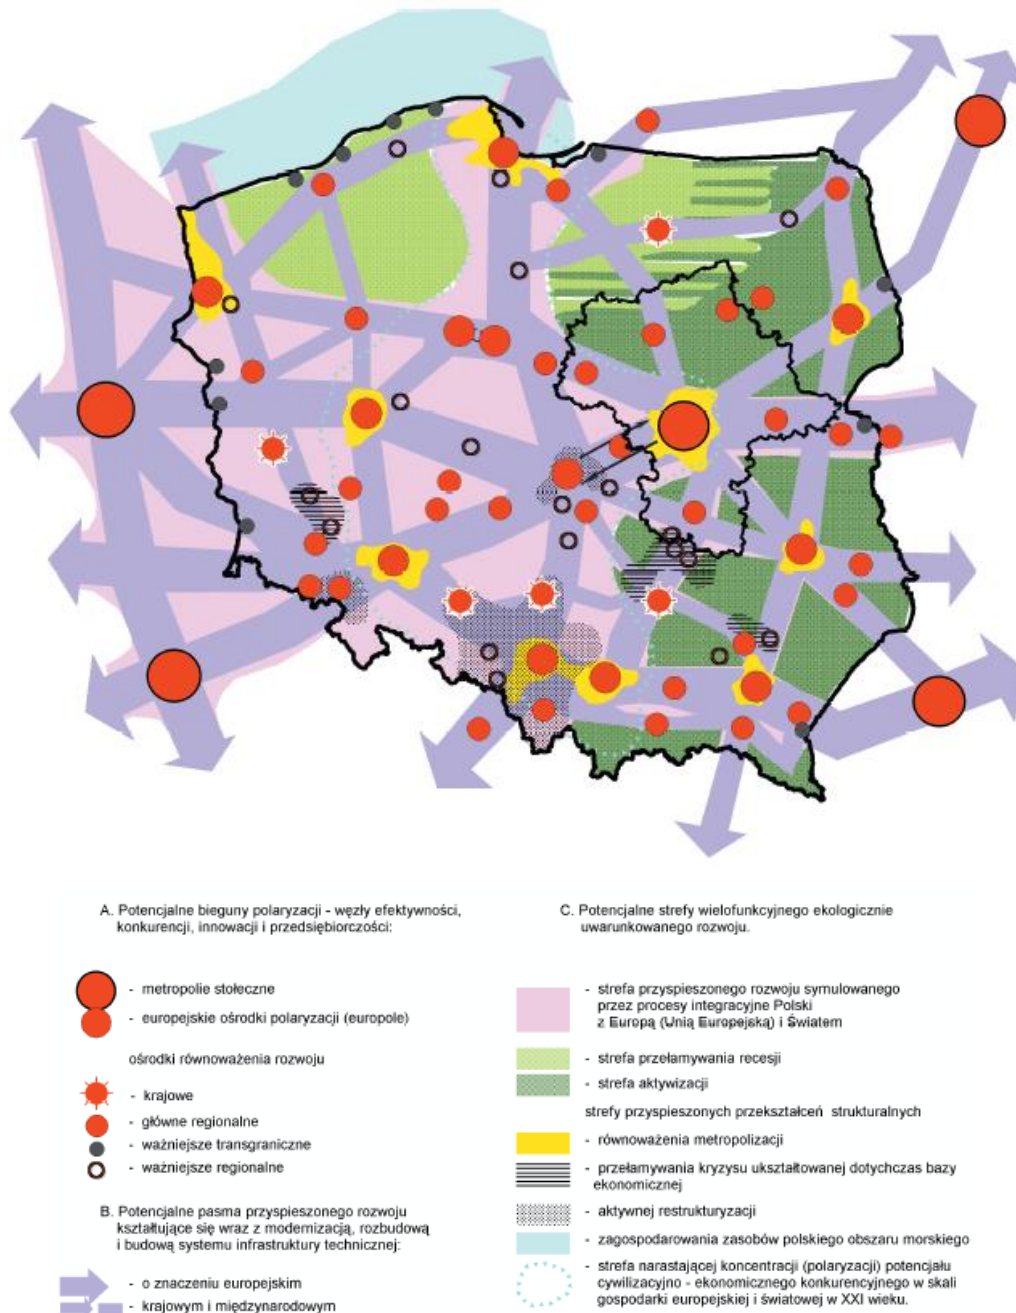 A. Potencjalne bieguny polaryzacji - węzły efektywności,
konkurencji, innowacji i przedsiębiorczości:
- metropolie stołeczne
- europejskie ośrodki polaryzacji (europole)
ośrodki równoważenia rozwoju
- krajowe
- główne regionalne
- ważniejsze transgraniczne
- ważniejsze regionalne
B. Potencjalne pasma przyspieszonego rozwoju
kształtujące się wraz z modernizacją, rozbudową
i budową systemu infrastruktury technicznej:
- o znaczeniu europejskim
- krajowym i międzynarodowym
C. Potencjalne strefy wielofunkcyjnego ekologicznie
uwarunkowanego rozwoju.
- strefa przyspieszonego rozwoju symulowanego
przez procesy integracyjne Polski
z Europą (Unią Europejską) i Światem
- strefa przełamywania recesji
- strefa aktywizacji
strefy przyspieszonych przekształceń strukturalnych
- równoważenia metropolizacji
- przełamywania kryzysu ukształtowanej dotychczas bazy
ekonomicznej
- aktywnej restrukturyzacji
- zagospodarowania zasobów polskiego obszaru morskiego
- strefa narastającej koncentracji (polaryzacji) potencjału
cywilizacyjno - ekonomicznego konkurencyjnego w skali
gospodarki europejskiej i światowej w XXI wieku.